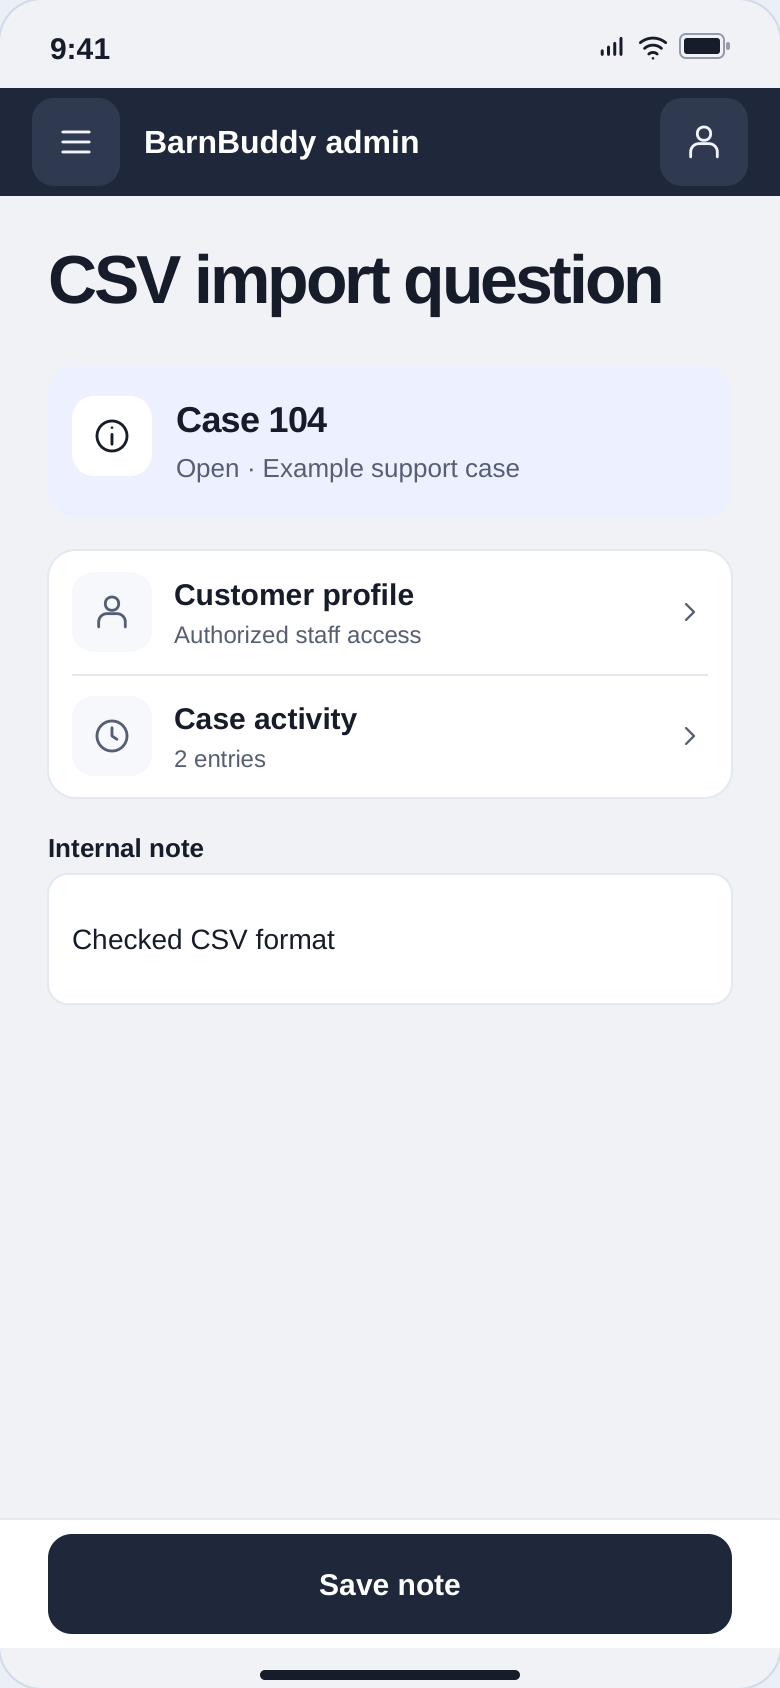 9:41
BarnBuddy admin
CSV import question
Case 104
Open · Example support case
Customer profile
Authorized staff access
Case activity
2 entries
Internal note
Checked CSV format
Save note